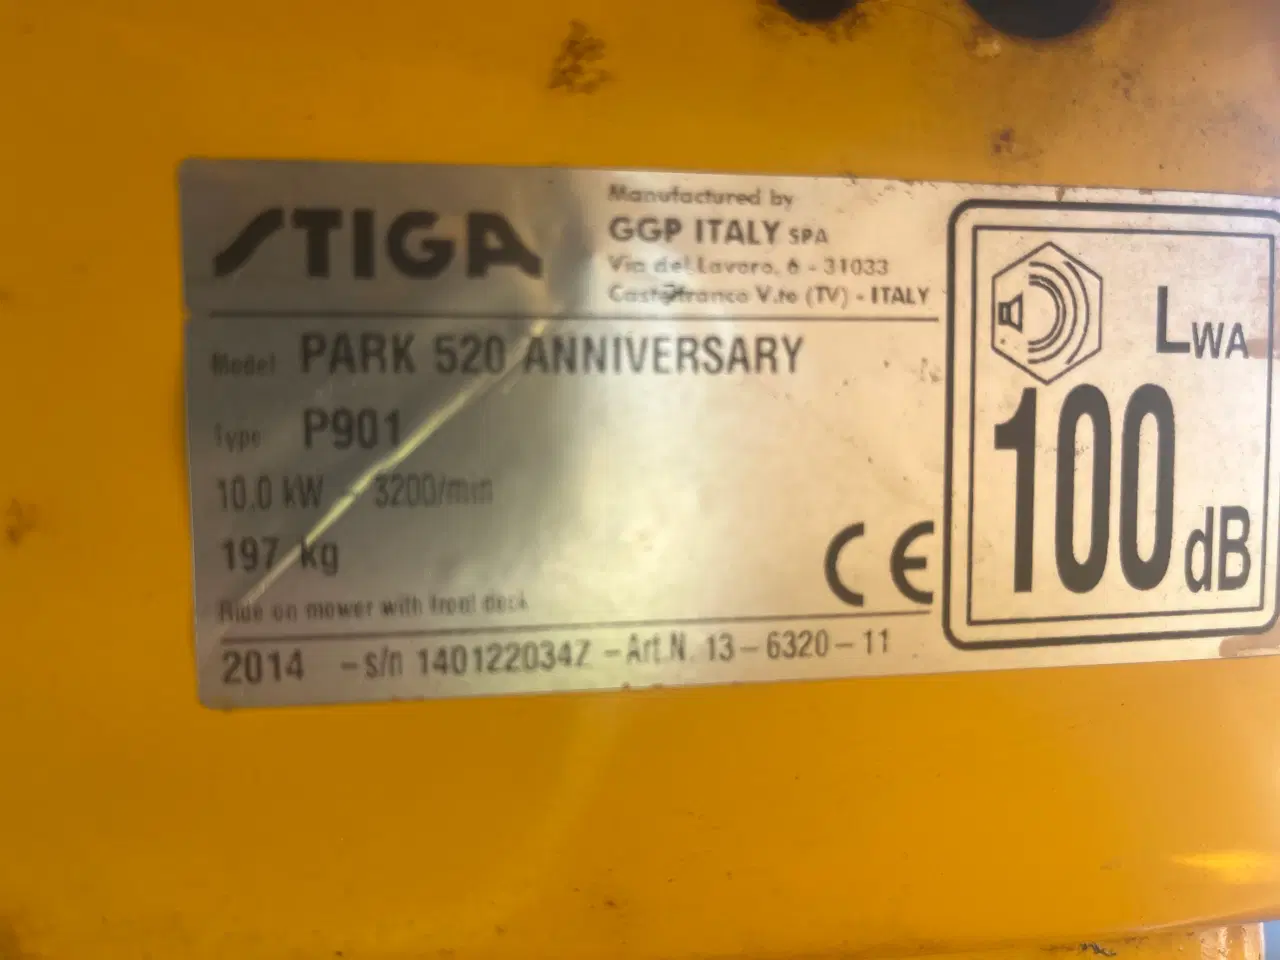 STIGA
Manufactured by
GGP ITALY SPA
Via del Lavoro, 6 - 31033
Castelfranco V.to (TV) - ITALY
Model PARK 520 ANNIVERSARY
Type P901
10.0 kW - 3200/min
197 kg
Ride on mower with front deck
CE
2014 - s/n 140122034Z - Art.N. 13-6320-11
LWA
100 dB